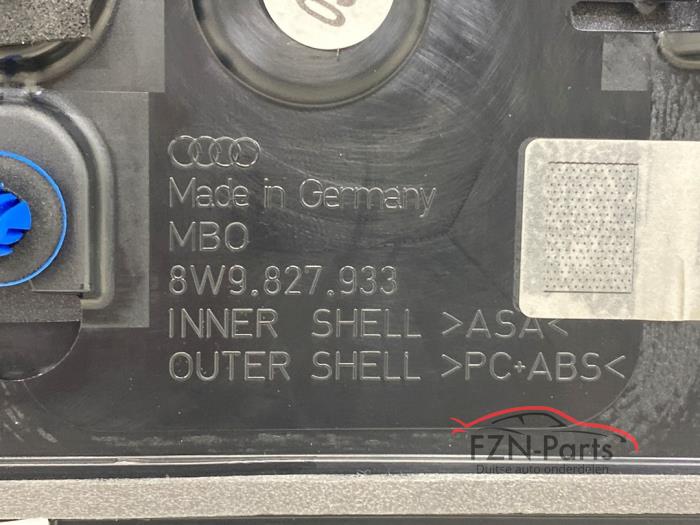 Made in Germany
MBO
8W9.827.933
INNER SHELL >ASA<
OUTER SHELL >PC+ABS<
FZN-Parts
Duitse auto onderdelen